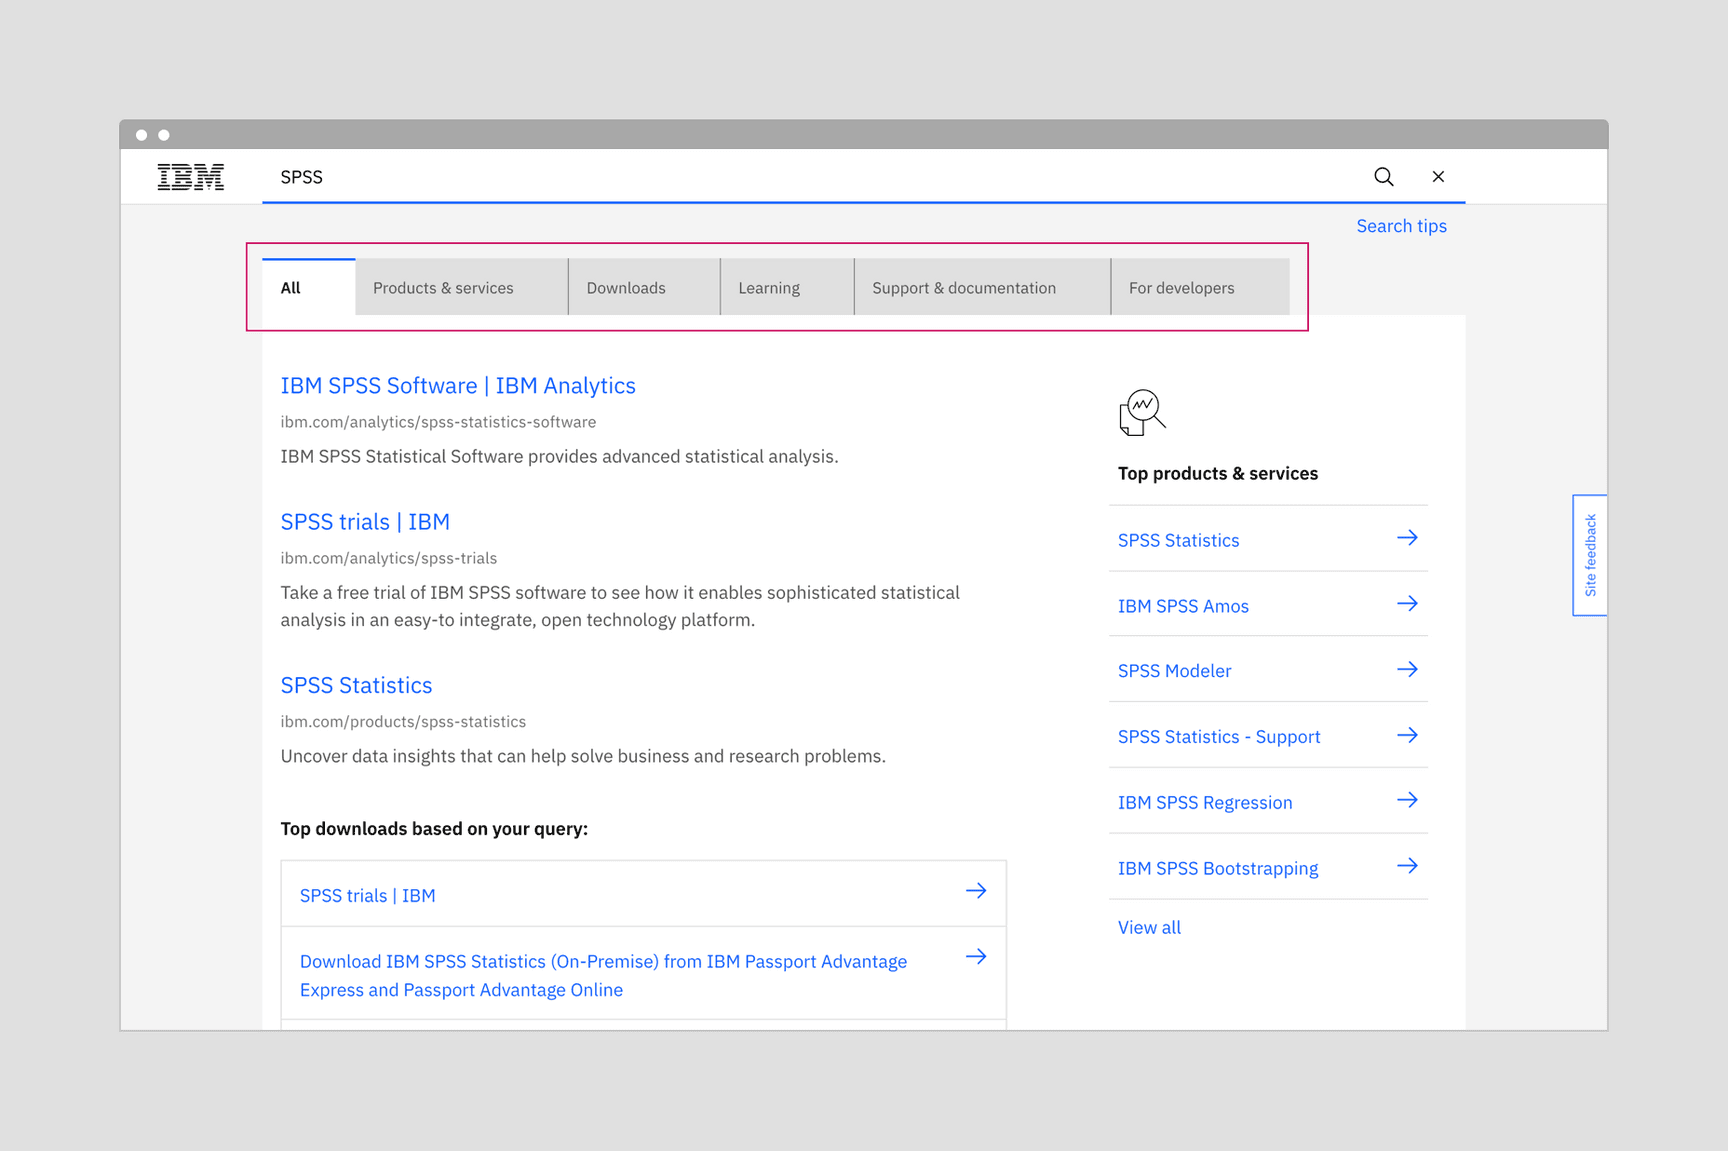 IBM
SPSS
Search tips
All
Products & services
Downloads
Learning
Support & documentation
For developers
IBM SPSS Software | IBM Analytics
ibm.com/analytics/spss-statistics-software
IBM SPSS Statistical Software provides advanced statistical analysis.
SPSS trials | IBM
ibm.com/analytics/spss-trials
Take a free trial of IBM SPSS software to see how it enables sophisticated statistical
analysis in an easy-to integrate, open technology platform.
SPSS Statistics
ibm.com/products/spss-statistics
Uncover data insights that can help solve business and research problems.
Top downloads based on your query:
SPSS trials | IBM
Download IBM SPSS Statistics (On-Premise) from IBM Passport Advantage
Express and Passport Advantage Online
Top products & services
SPSS Statistics
IBM SPSS Amos
SPSS Modeler
SPSS Statistics - Support
IBM SPSS Regression
IBM SPSS Bootstrapping
View all
Site feedback